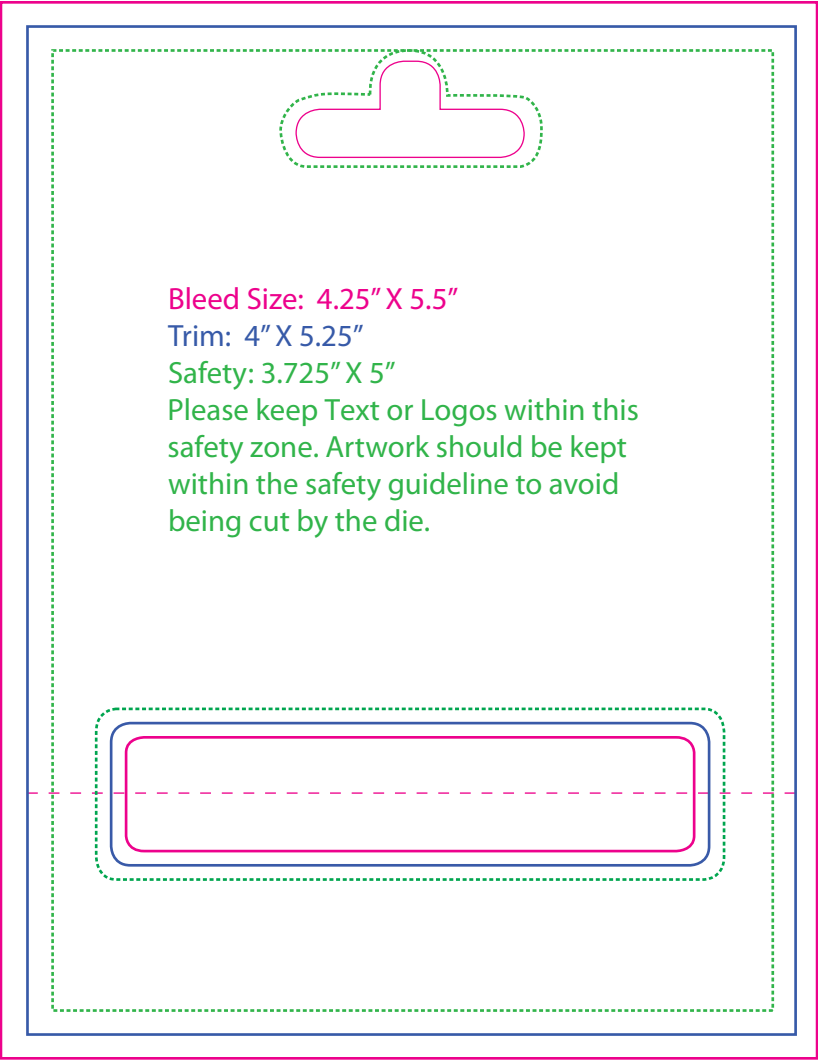 Bleed Size:  4.25” X 5.5”
Trim:  4” X 5.25”
Safety: 3.725” X 5”
Please keep Text or Logos within this
safety zone. Artwork should be kept
within the safety guideline to avoid
being cut by the die.